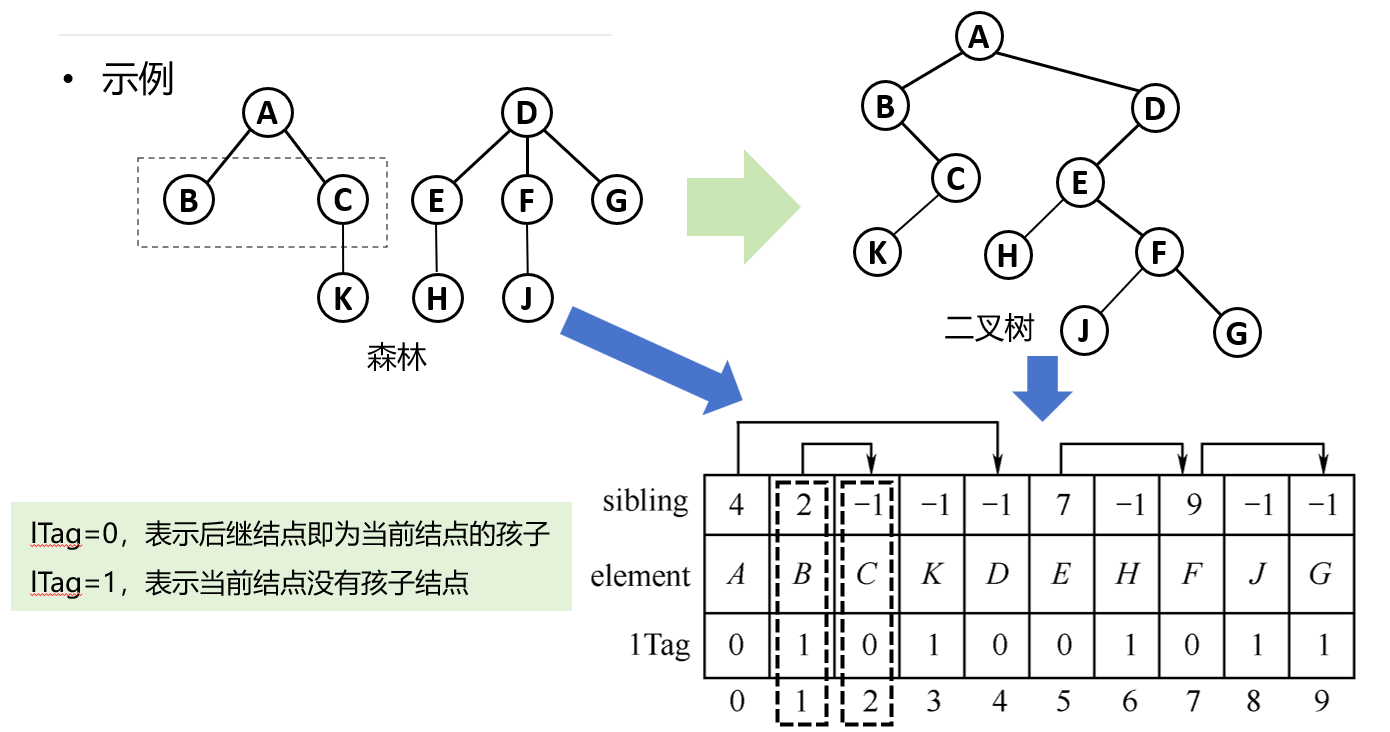 • 示例
A
D
B
C
E
F
G
K
H
J
森林
A
B
D
C
E
K
H
F
二叉树
J
G
lTag=0，表示后继结点即为当前结点的孩子
lTag=1，表示当前结点没有孩子结点
sibling 4 2 −1 −1 −1 7 −1 9 −1 −1
element A B C K D E H F J G
1Tag 0 1 0 1 0 0 1 0 1 1
0 1 2 3 4 5 6 7 8 9